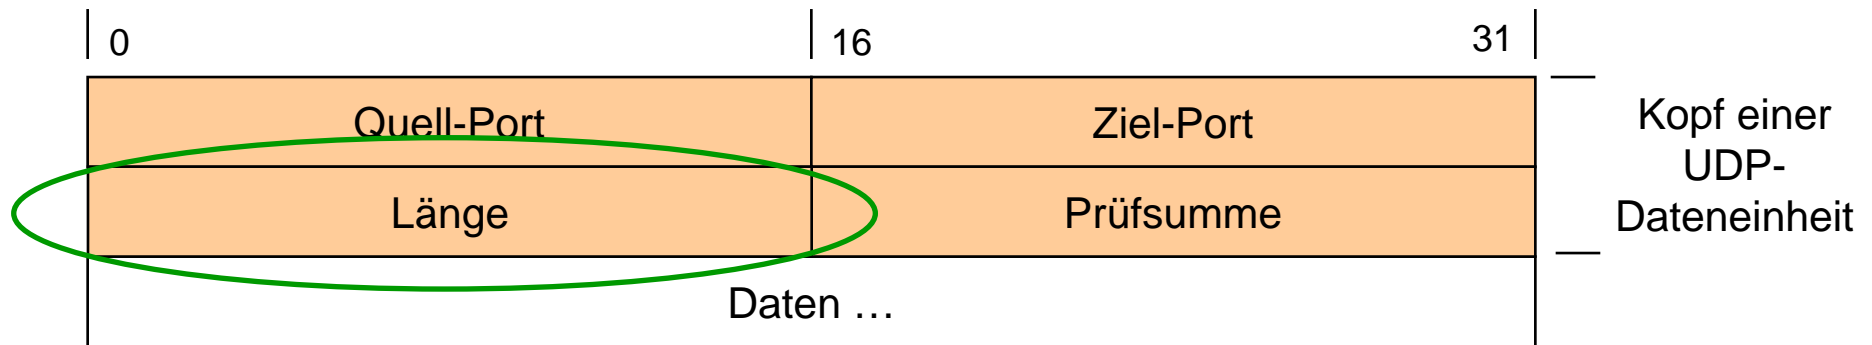 0
16
31
Quell-Port
Ziel-Port
Länge
Prüfsumme
Daten …
Kopf einer
UDP-
Dateneinheit